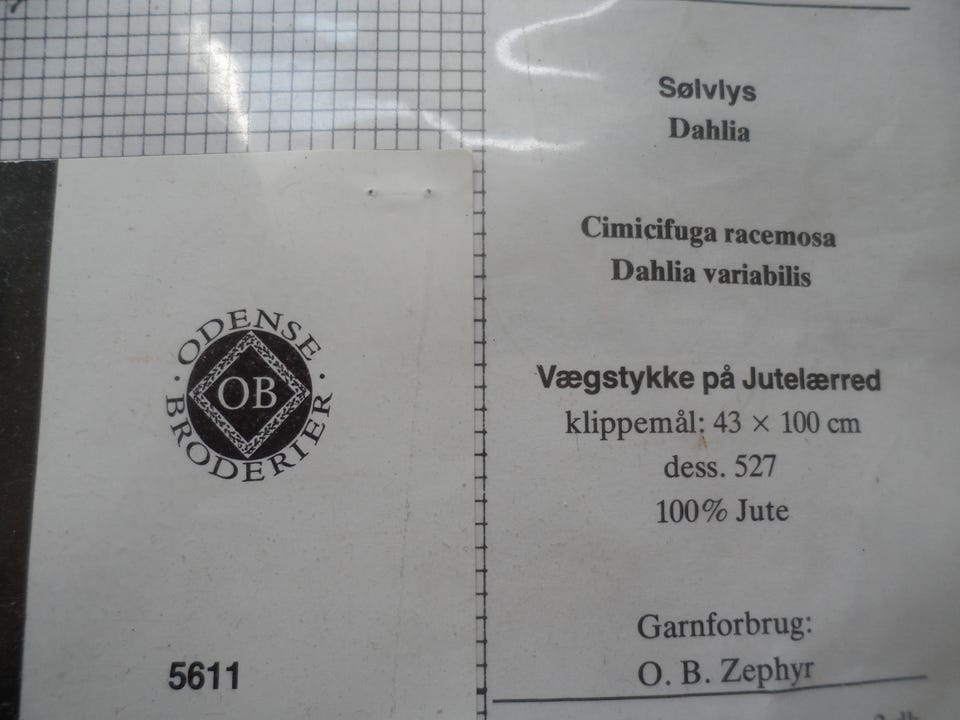 ODENSE
OB
BRODERIER
5611
Sølvlys
Dahlia
Cimicifuga racemosa
Dahlia variabilis
Vægstykke på Jutelærred
klippemål: 43 × 100 cm
dess. 527
100% Jute
Garnforbrug:
O. B. Zephyr